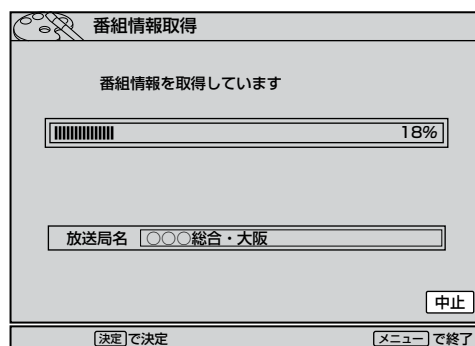 番組情報取得
番組情報を取得しています
18%
放送局名 ○○○総合・大阪
中止
決定で決定 メニューで終了